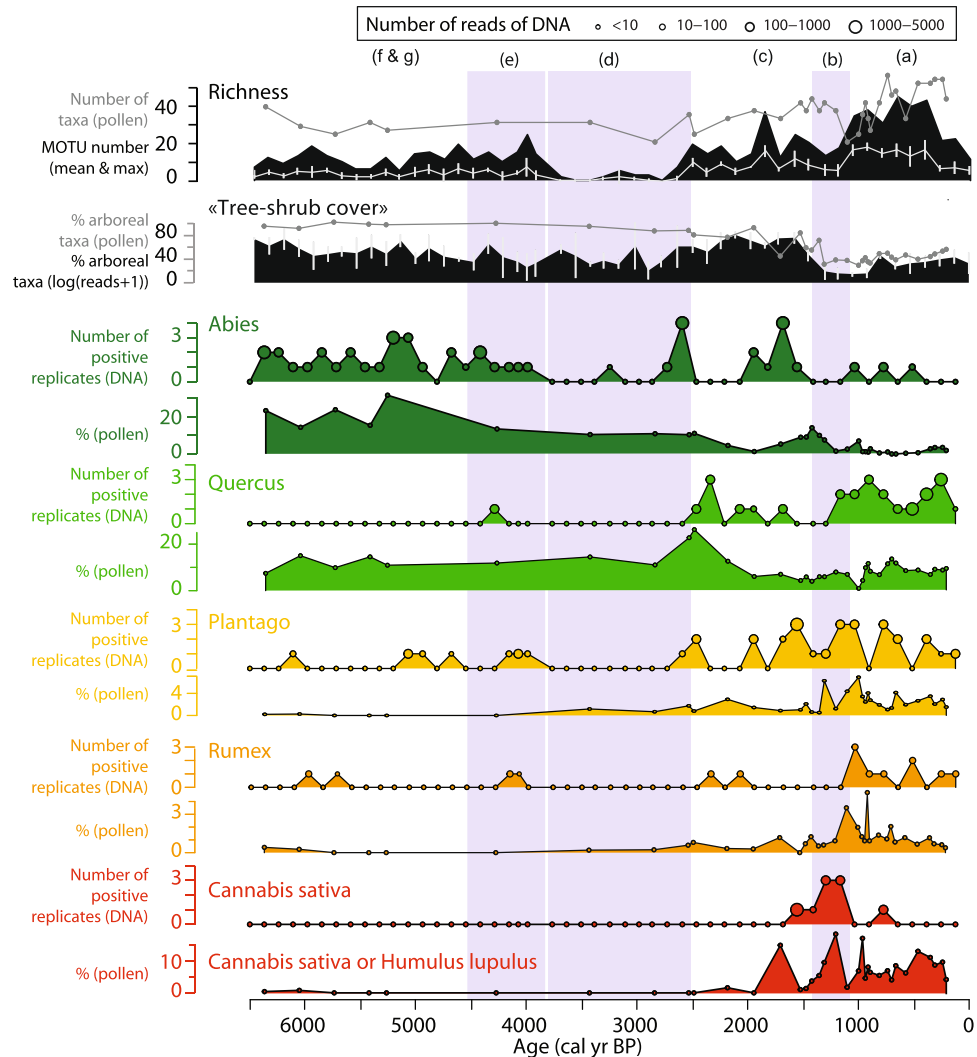 Number of reads of DNA <10 10–100 100–1000 1000–5000
(f & g) (e) (d) (c) (b) (a)
Richness
Number of
taxa (pollen)
MOTU number
(mean & max)
40
20
0
«Tree-shrub cover»
% arboreal
taxa (pollen)
% arboreal
taxa (log(reads+1))
80
40
0
Abies
Number of
positive
replicates (DNA)
3
0
% (pollen)
20
0
Quercus
Number of
positive
replicates (DNA)
3
0
% (pollen)
20
0
Plantago
Number of
positive
replicates (DNA)
3
0
% (pollen)
4
0
Rumex
Number of
positive
replicates (DNA)
3
0
% (pollen)
3
0
Cannabis sativa
Number of
positive
replicates (DNA)
3
0
Cannabis sativa or Humulus lupulus
% (pollen)
10
0
6000 5000 4000 3000 2000 1000 0
Age (cal yr BP)